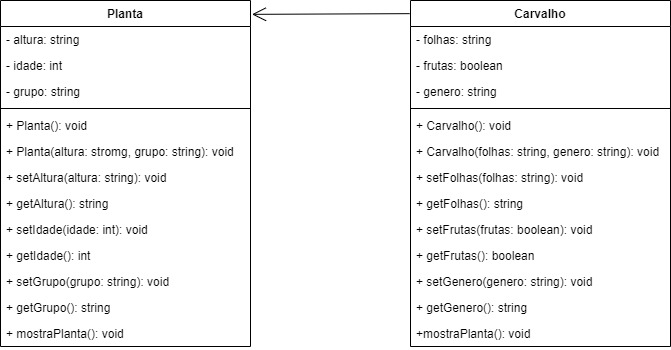 Planta
- altura: string
- idade: int
- grupo: string
+ Planta(): void
+ Planta(altura: stromg, grupo: string): void
+ setAltura(altura: string): void
+ getAltura(): string
+ setIdade(idade: int): void
+ getIdade(): int
+ setGrupo(grupo: string): void
+ getGrupo(): string
+ mostraPlanta(): void
Carvalho
- folhas: string
- frutas: boolean
- genero: string
+ Carvalho(): void
+ Carvalho(folhas: string, genero: string): void
+ setFolhas(folhas: string): void
+ getFolhas(): string
+ setFrutas(frutas: boolean): void
+ getFrutas(): boolean
+ setGenero(genero: string): void
+ getGenero(): string
+mostraPlanta(): void